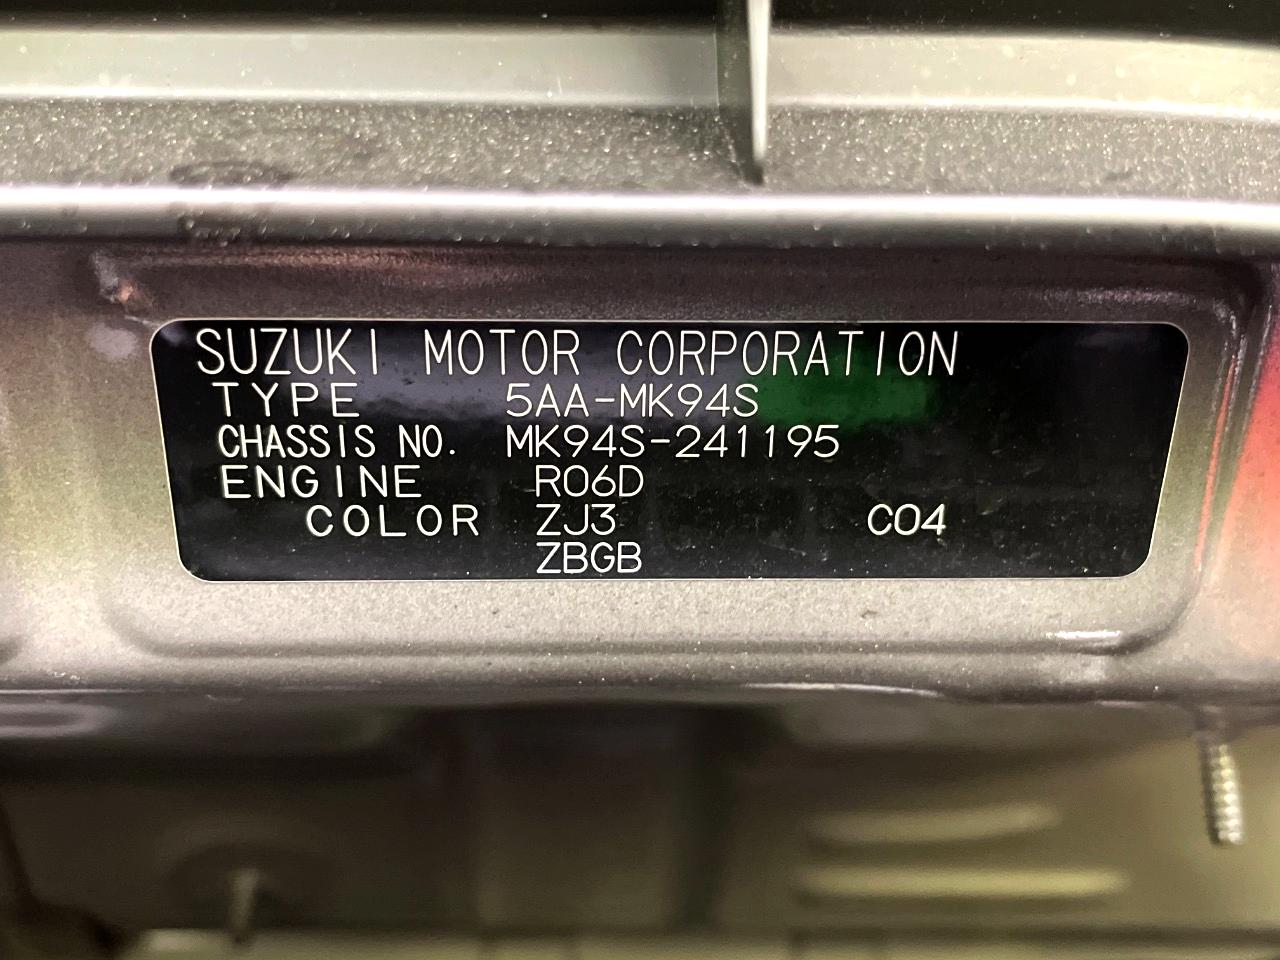 SUZUKI MOTOR CORPORATION
TYPE 5AA-MK94S
CHASSIS NO. MK94S-241195
ENGINE R06D
COLOR ZJ3 C04
ZBGB